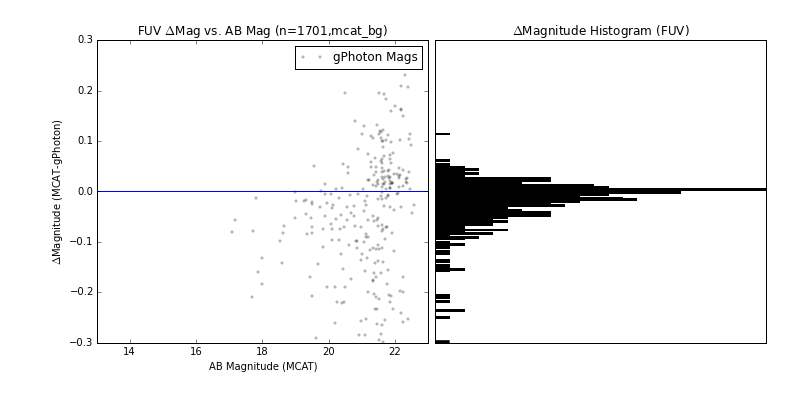 FUV ΔMag vs. AB Mag (n=1701,mcat_bg)
ΔMagnitude Histogram (FUV)
gPhoton Mags
ΔMagnitude (MCAT-gPhoton)
0.3
0.2
0.1
0.0
−0.1
−0.2
−0.3
14
16
18
20
22
AB Magnitude (MCAT)